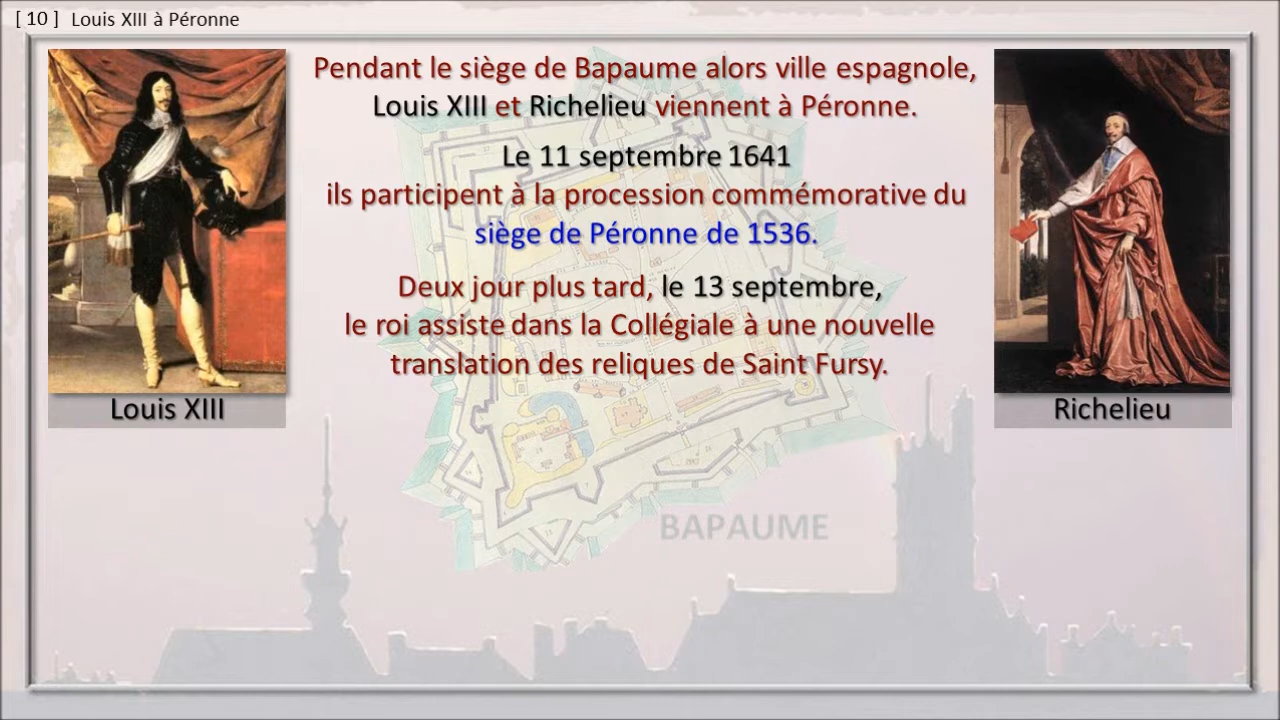 [ 10 ] Louis XIII à Péronne
Pendant le siège de Bapaume alors ville espagnole,
Louis XIII et Richelieu viennent à Péronne.
Le 11 septembre 1641
ils participent à la procession commémorative du
siège de Péronne de 1536.
Deux jour plus tard, le 13 septembre,
le roi assiste dans la Collégiale à une nouvelle
translation des reliques de Saint Fursy.
Louis XIII
Richelieu
BAPAUME